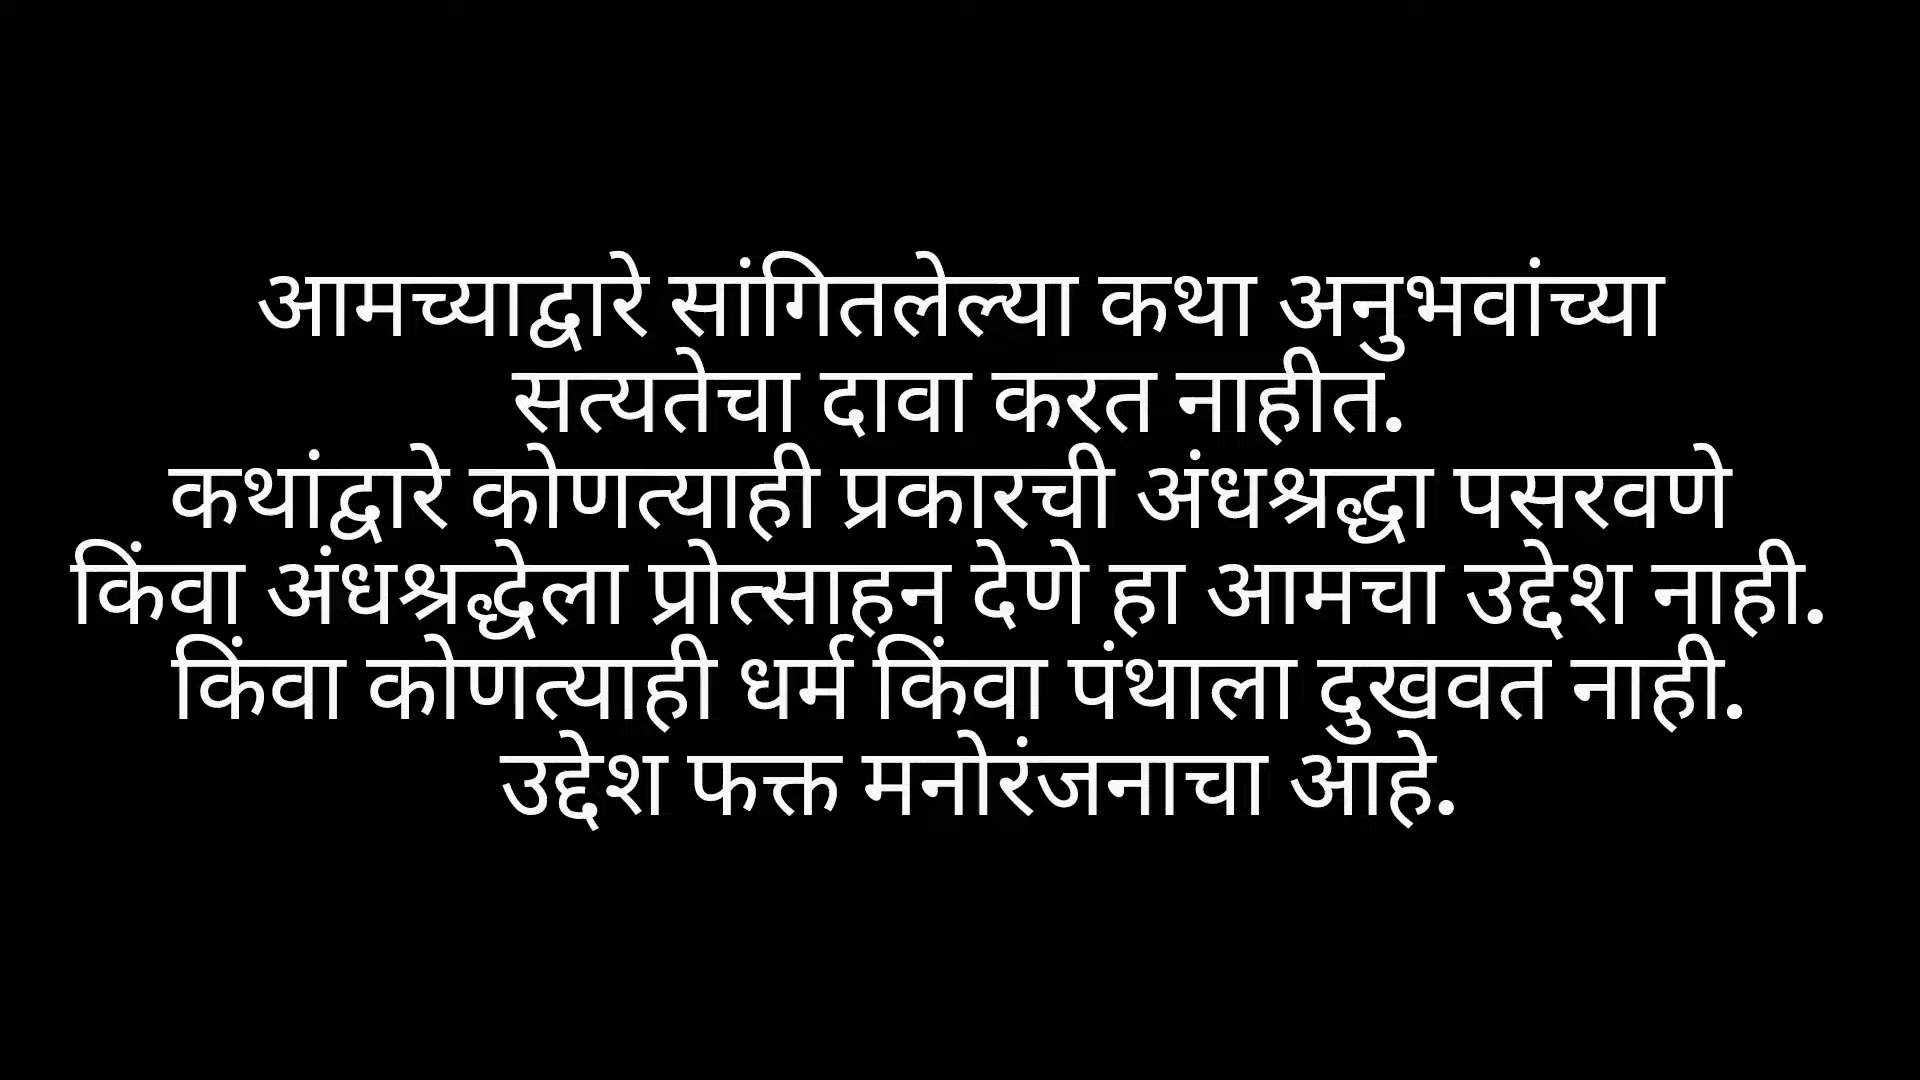 आमच्याद्वारे सांगितलेल्या कथा अनुभवांच्या
सत्यतेचा दावा करत नाहीत.
कथांद्वारे कोणत्याही प्रकारची अंधश्रद्धा पसरवणे
किंवा अंधश्रद्धेला प्रोत्साहन देणे हा आमचा उद्देश नाही.
किंवा कोणत्याही धर्म किंवा पंथाला दुखवत नाही.
उद्देश फक्त मनोरंजनाचा आहे.